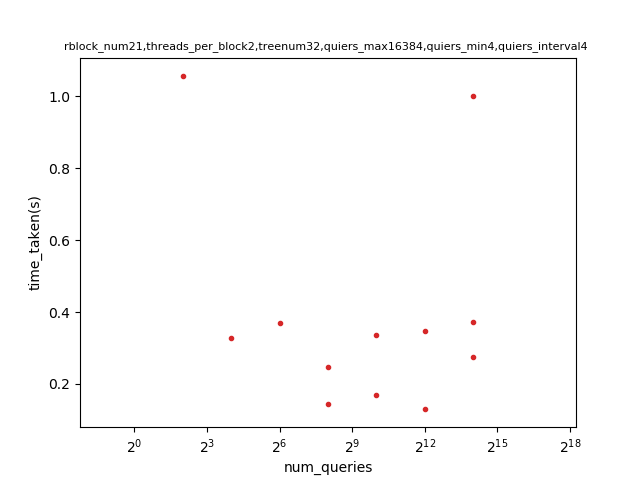 rblock_num21,threads_per_block2,treenum32,quiers_max16384,quiers_min4,quiers_interval4
1.0
0.8
0.6
0.4
0.2
time_taken(s)
2^0 2^3 2^6 2^9 2^12 2^15 2^18
num_queries